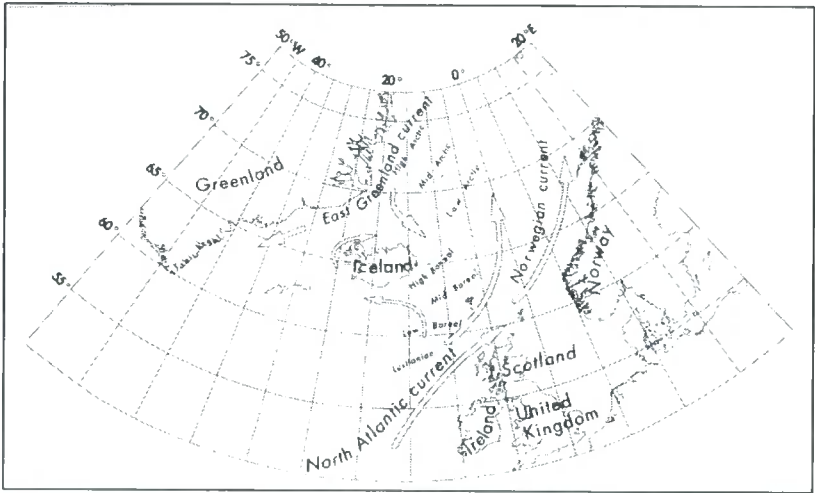 50°W
40°
20°
0°
20°E
75°
70°
65°
60°
55°
Greenland
East Greenland current
High Arctic
Mid Arctic
Low Arctic
Norwegian current
Norway
Iceland
High Boreal
Mid Boreal
Low Boreal
Lusitanian
North Atlantic current
Scotland
Ireland
United
Kingdom